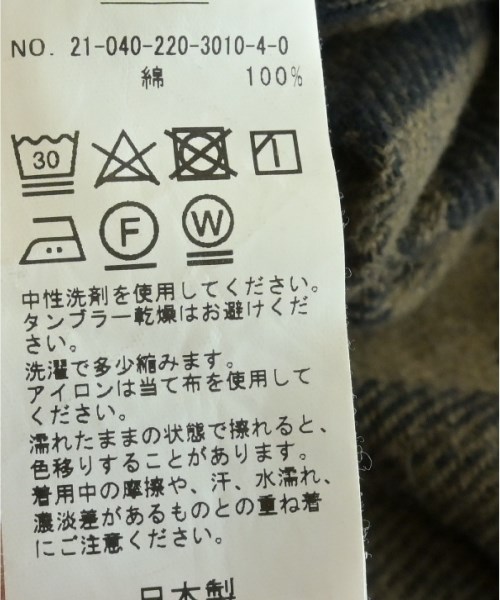 NO. 21-040-220-3010-4-0
綿 100%
30
F W
中性洗剤を使用してください。
タンブラー乾燥はお避けくだ
さい。
洗濯で多少縮みます。
アイロンは当て布を使用して
ください。
濡れたままの状態で擦れると、
色移りすることがあります。
着用中の摩擦や、汗、水濡れ、
濃淡差があるものとの重ね着
にご注意ください。
日本製